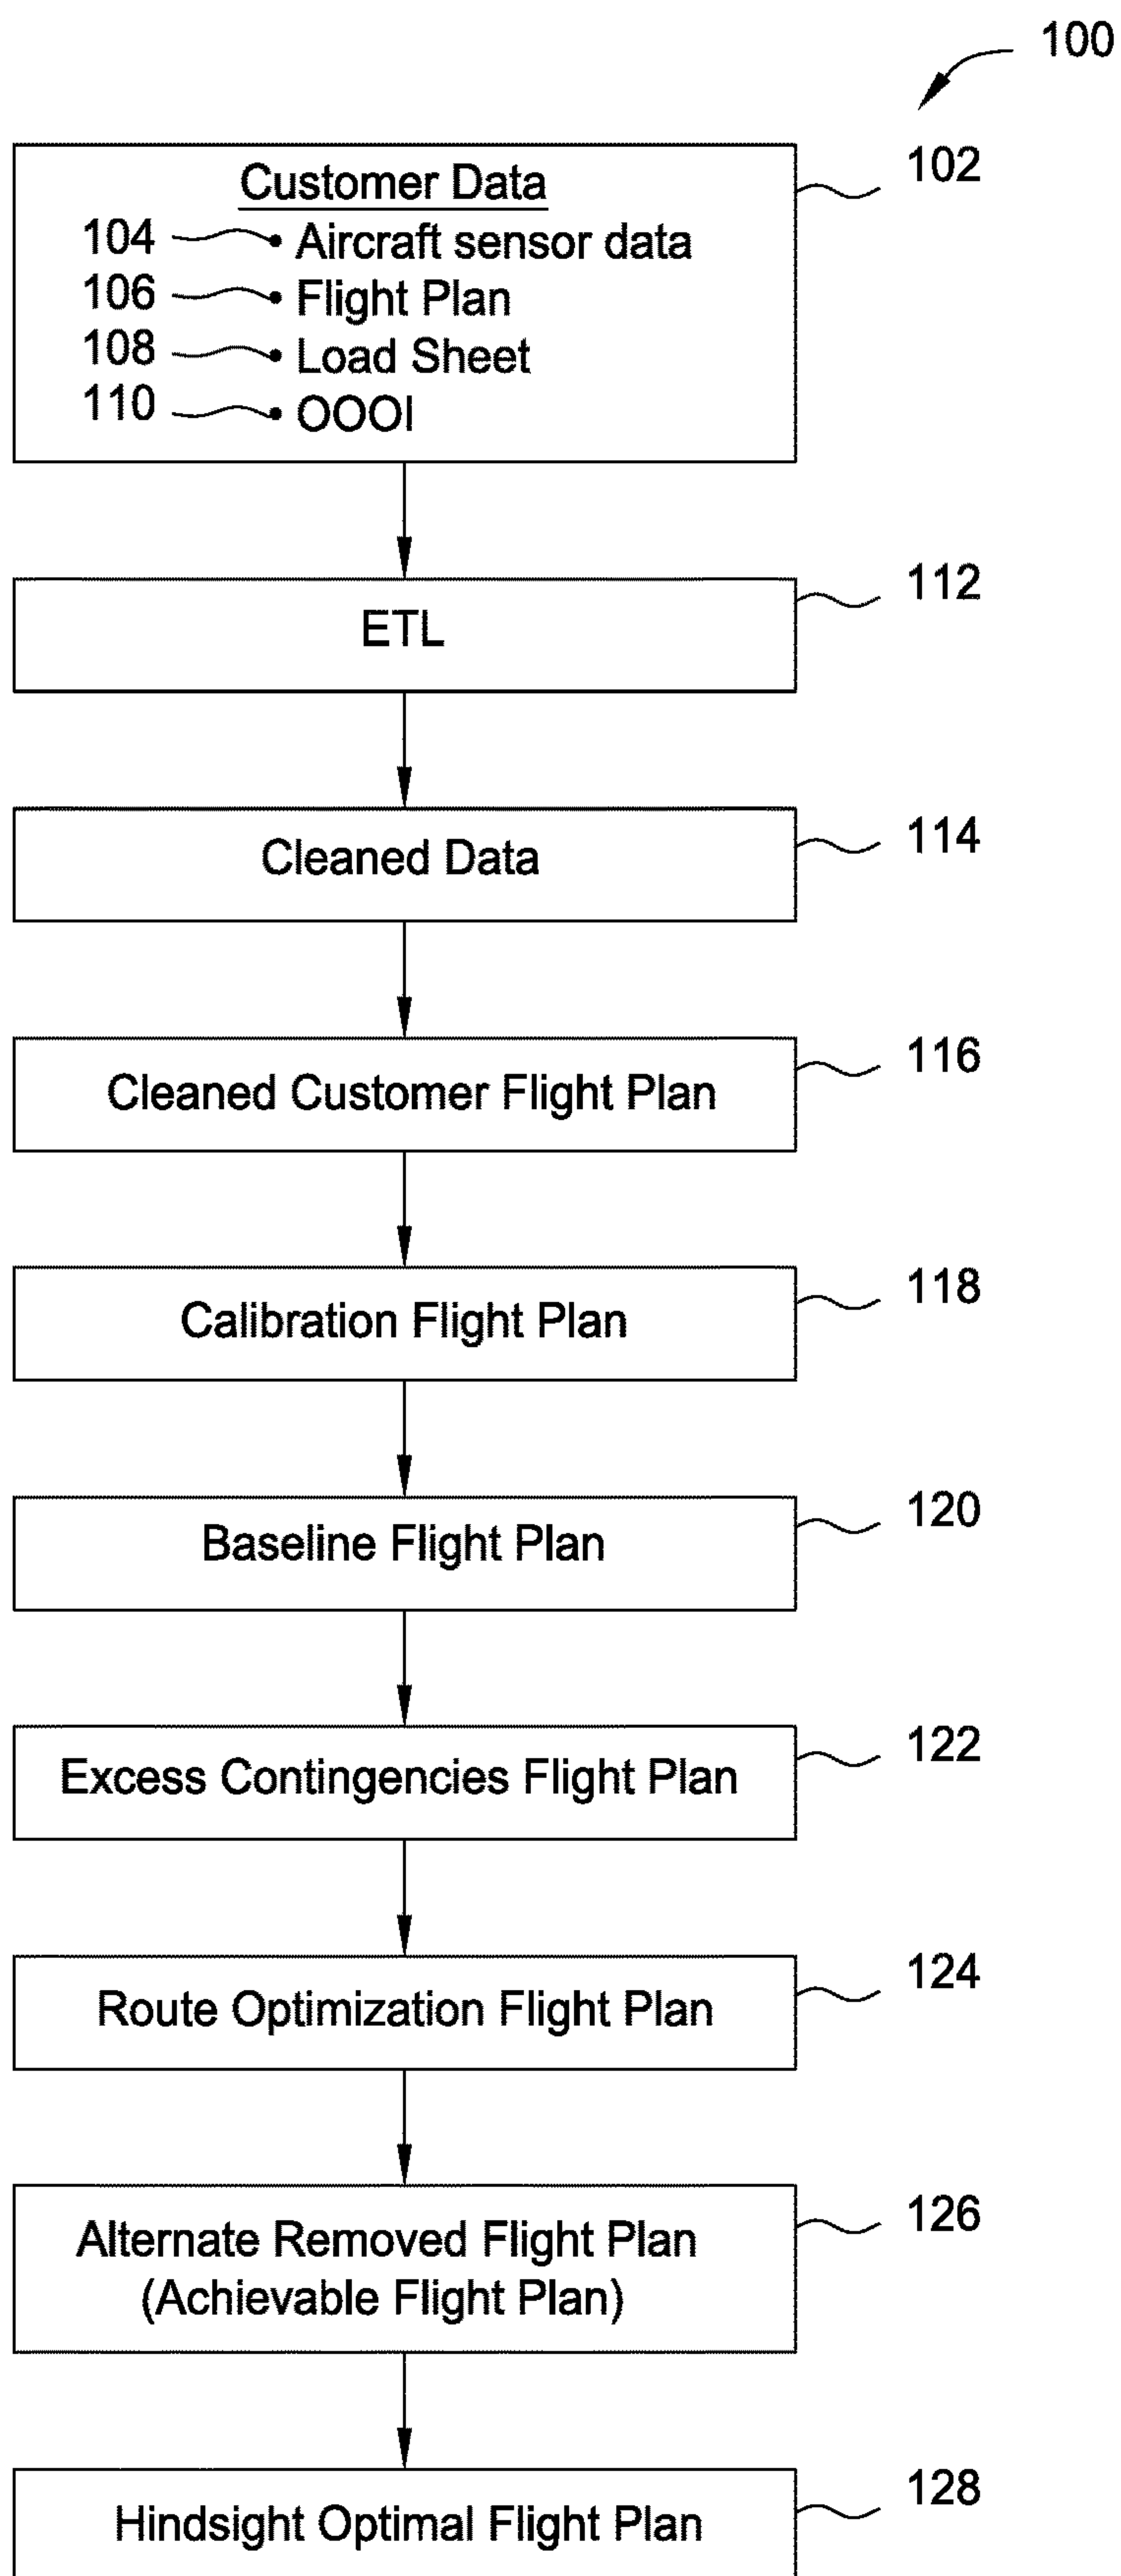 100
102
Customer Data
104 • Aircraft sensor data
106 • Flight Plan
108 • Load Sheet
110 • OOOI
112
ETL
114
Cleaned Data
116
Cleaned Customer Flight Plan
118
Calibration Flight Plan
120
Baseline Flight Plan
122
Excess Contingencies Flight Plan
124
Route Optimization Flight Plan
126
Alternate Removed Flight Plan
(Achievable Flight Plan)
128
Hindsight Optimal Flight Plan